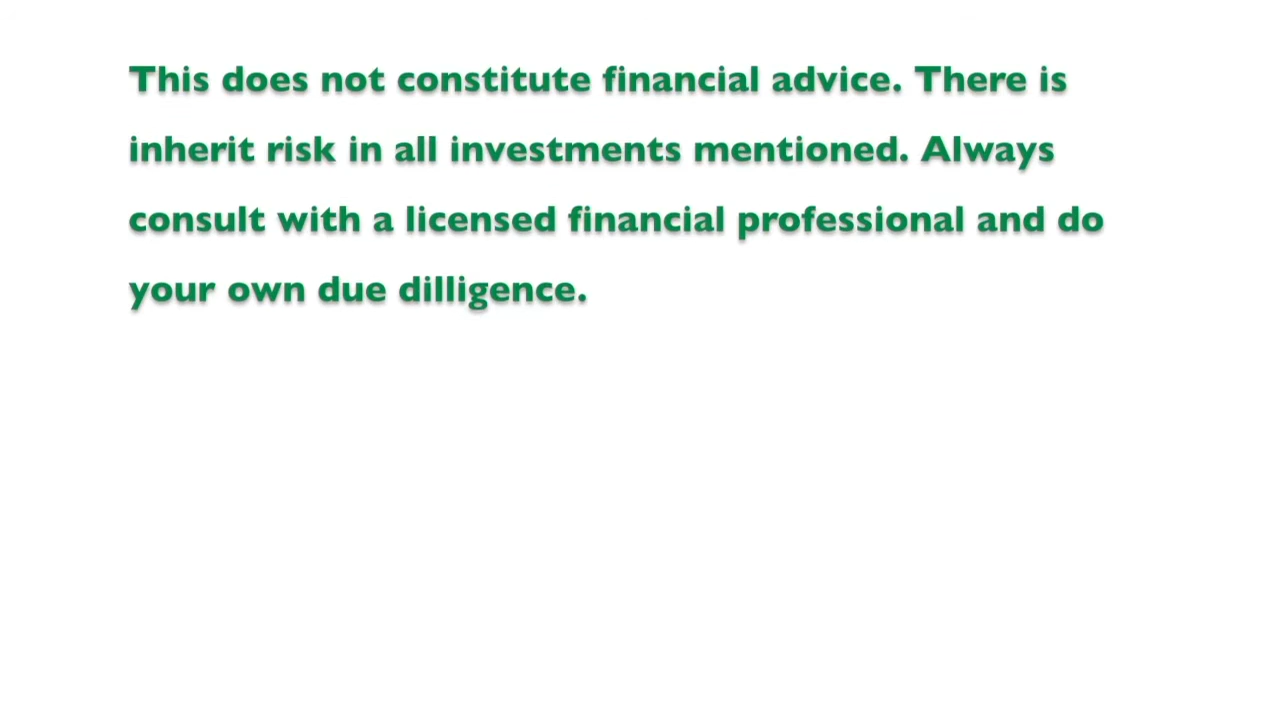 This does not constitute financial advice. There is
inherit risk in all investments mentioned. Always
consult with a licensed financial professional and do
your own due dilligence.